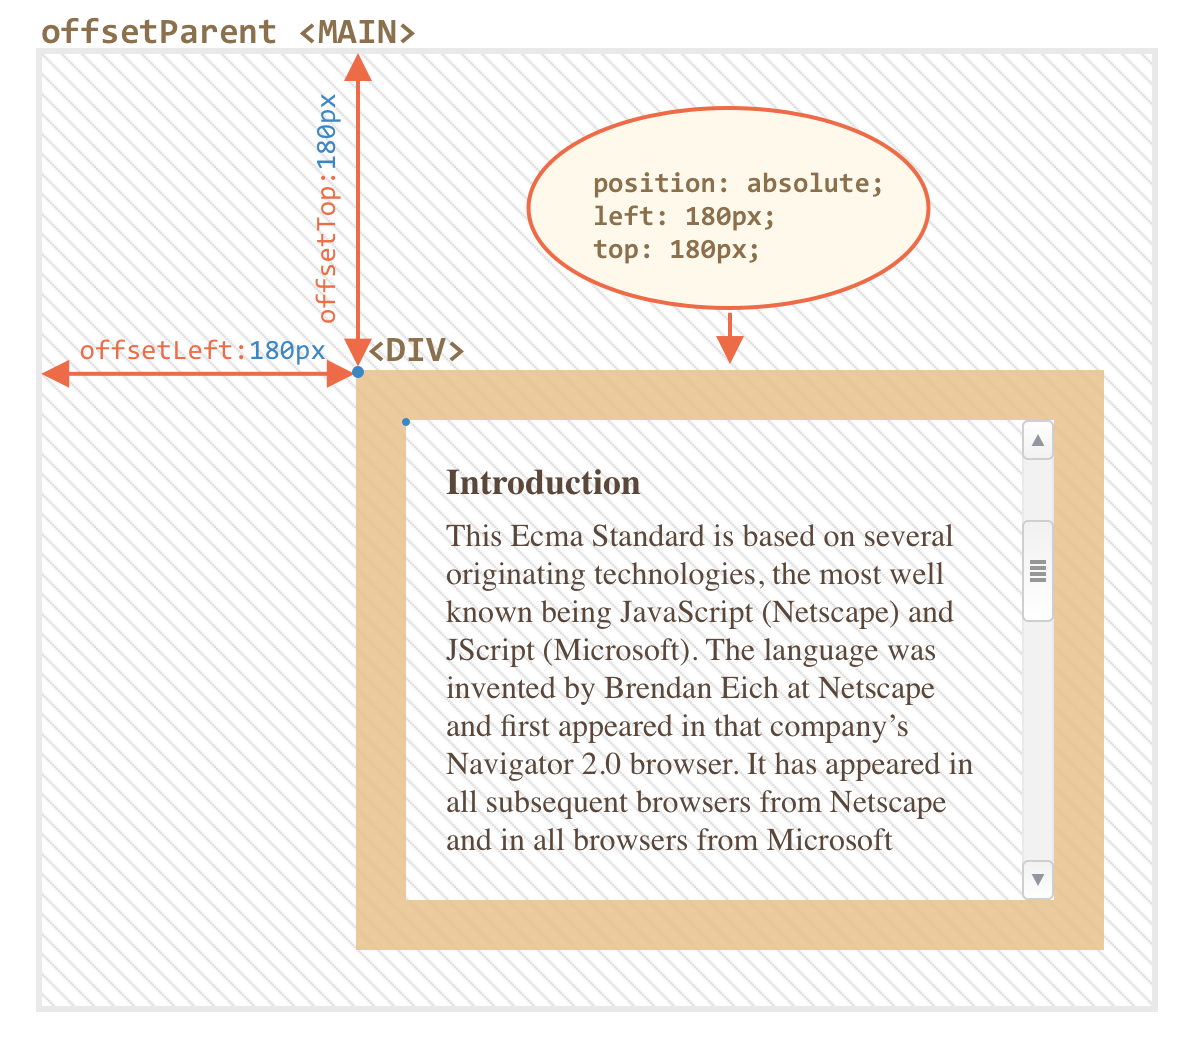 offsetParent <MAIN>
offsetTop:180px
position: absolute;
left: 180px;
top: 180px;
offsetLeft:180px
<DIV>
Introduction
This Ecma Standard is based on several
originating technologies, the most well
known being JavaScript (Netscape) and
JScript (Microsoft). The language was
invented by Brendan Eich at Netscape
and first appeared in that company’s
Navigator 2.0 browser. It has appeared in
all subsequent browsers from Netscape
and in all browsers from Microsoft